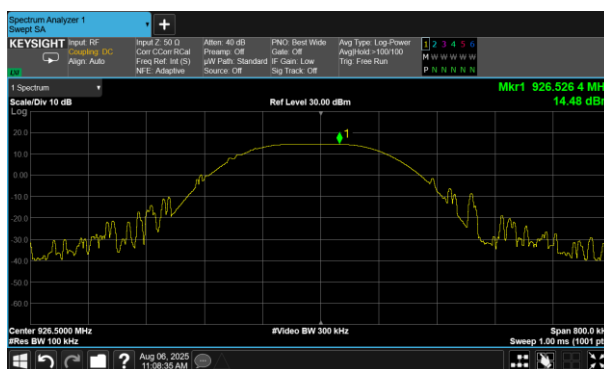 Spectrum Analyzer 1
Swept SA
+
KEYSIGHT
Input: RF
Coupling: DC
Align: Auto
Input Z: 50 Ω
Corr CCorr RCal
Freq Ref: Int (S)
NFE: Adaptive
Atten: 40 dB
Preamp: Off
µW Path: Standard
Source: Off
PNO: Best Wide
Gate: Off
IF Gain: Low
Sig Track: Off
Avg Type: Log-Power
Avg|Hold:>100/100
Trig: Free Run
1 2 3 4 5 6
M W W W W W
P N N N N N
1 Spectrum
Scale/Div 10 dB
Ref Level 30.00 dBm
Mkr1 926.526 4 MH
14.48 dB
Log
20.0
10.0
0.00
-10.0
-20.0
-30.0
-40.0
-50.0
-60.0
1
Center 926.5000 MHz
#Res BW 100 kHz
#Video BW 300 kHz
Span 800.0 k
Sweep 1.00 ms (1001 pt
?
Aug 06, 2025
11:08:35 AM